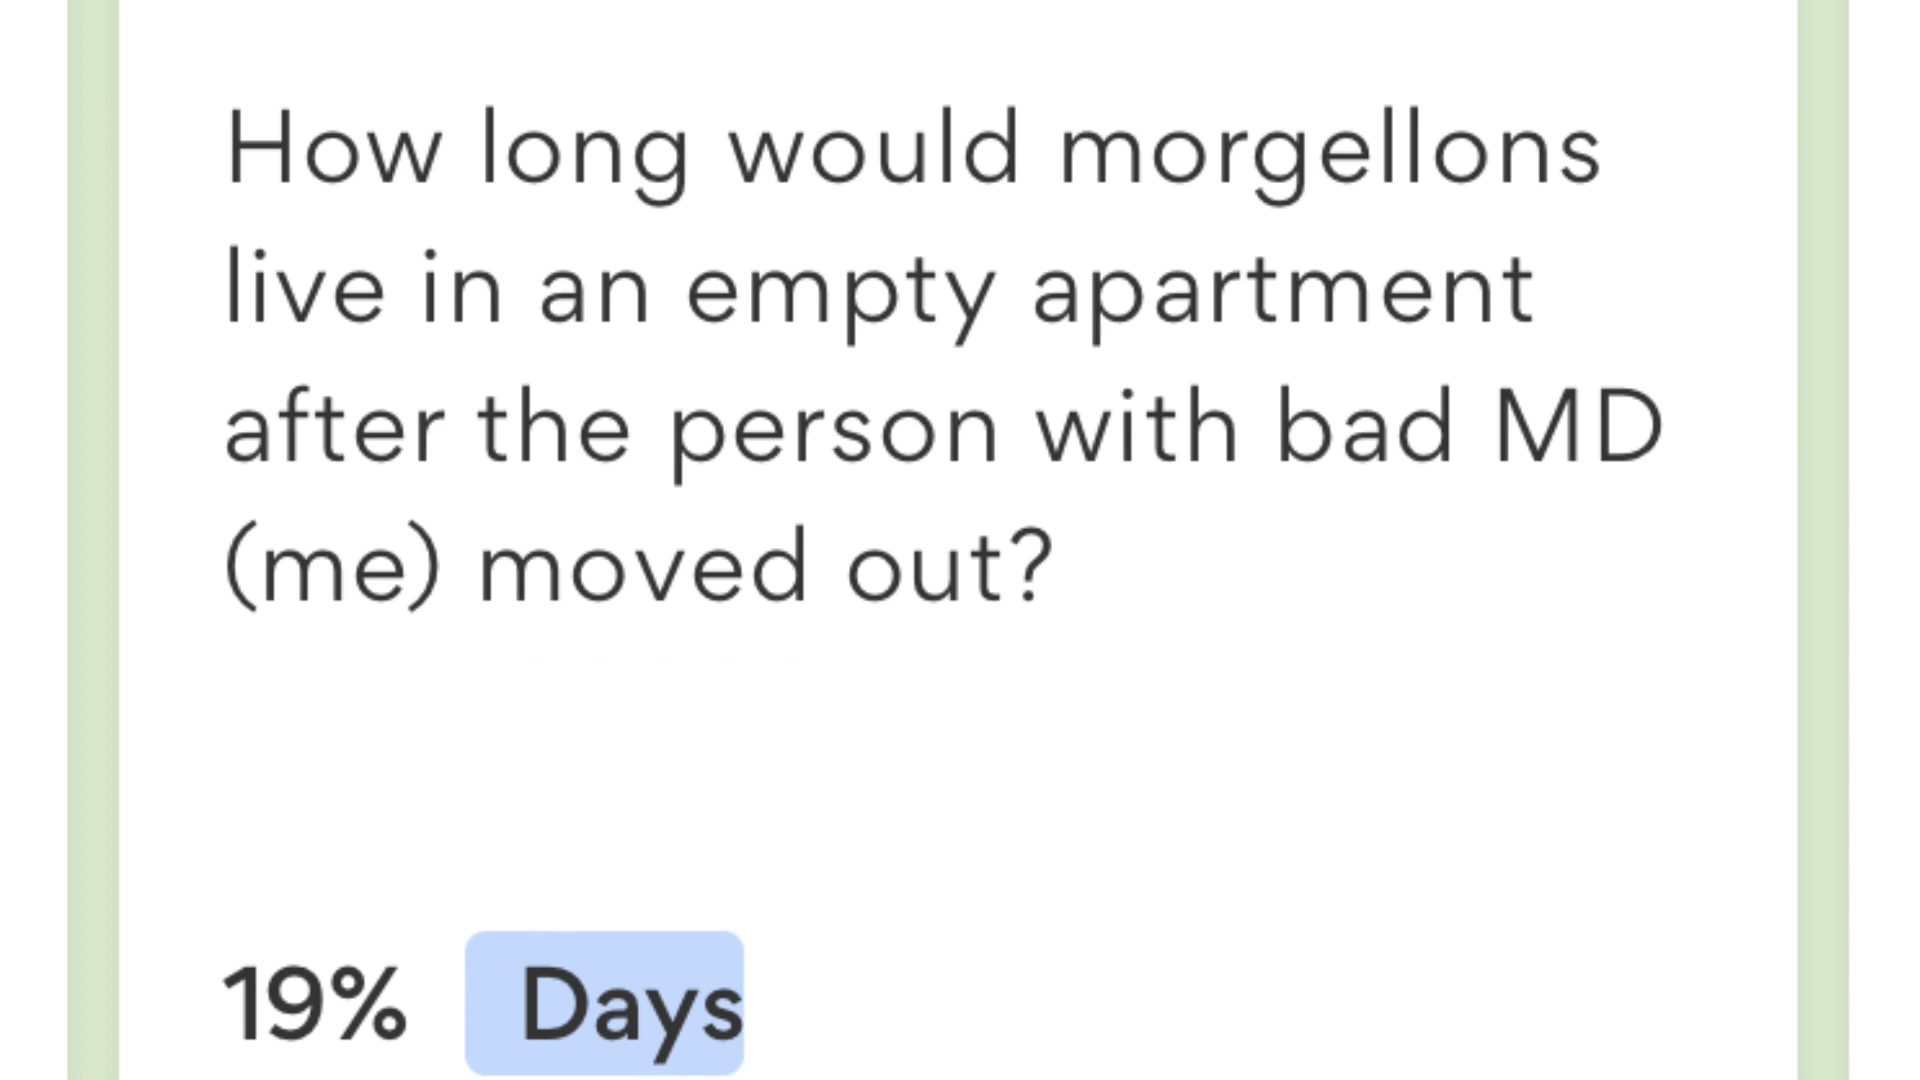 How long would morgellons
live in an empty apartment
after the person with bad MD
(me) moved out?
19% Days